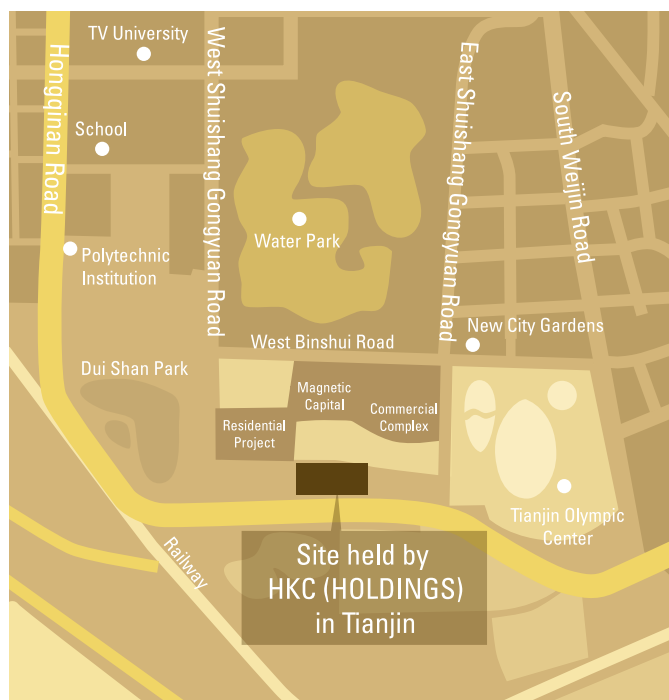 TV University
Hongqinan Road
West Shuishang Gongyuan Road
East Shuishang Gongyuan Road
South Weijin Road
School
Water Park
Polytechnic
Institution
New City Gardens
West Binshui Road
Dui Shan Park
Magnetic
Capital
Commercial
Complex
Residential
Project
Tianjin Olympic
Center
Railway
Site held by
HKC (HOLDINGS)
in Tianjin